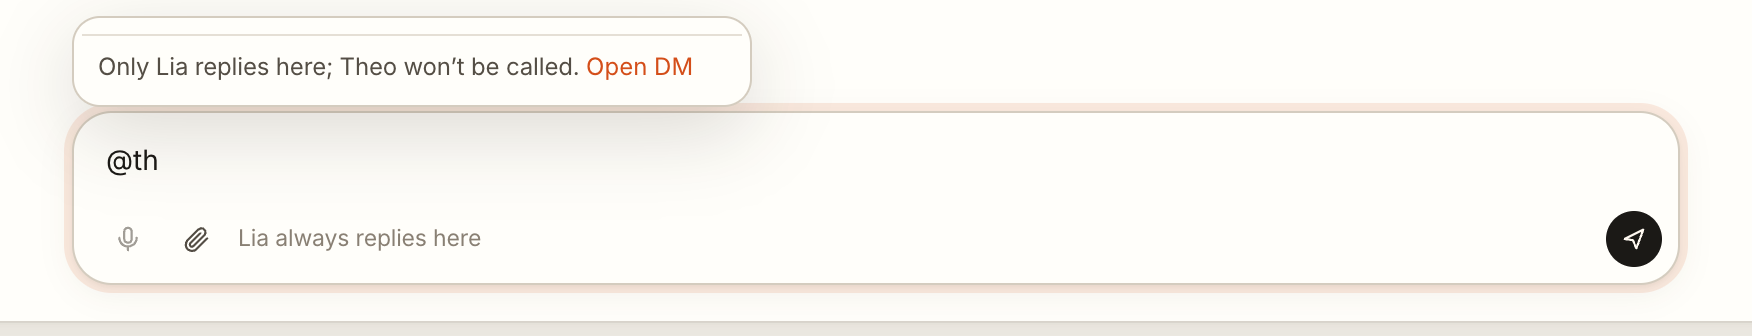 Only Lia replies here; Theo won’t be called. Open DM
@th
Lia always replies here